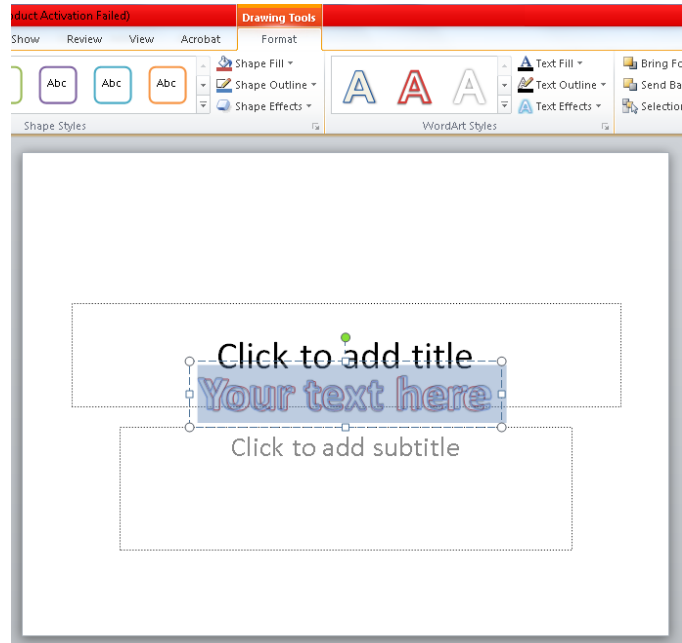 duct Activation Failed)
Drawing Tools
Show Review View Acrobat Format
Abc Abc Abc
Shape Fill
Shape Outline
Shape Effects
A A A
A Text Fill
Text Outline
A Text Effects
Bring Fo
Send Ba
Selection
Shape Styles
WordArt Styles
Click to add title
Your text here
Click to add subtitle